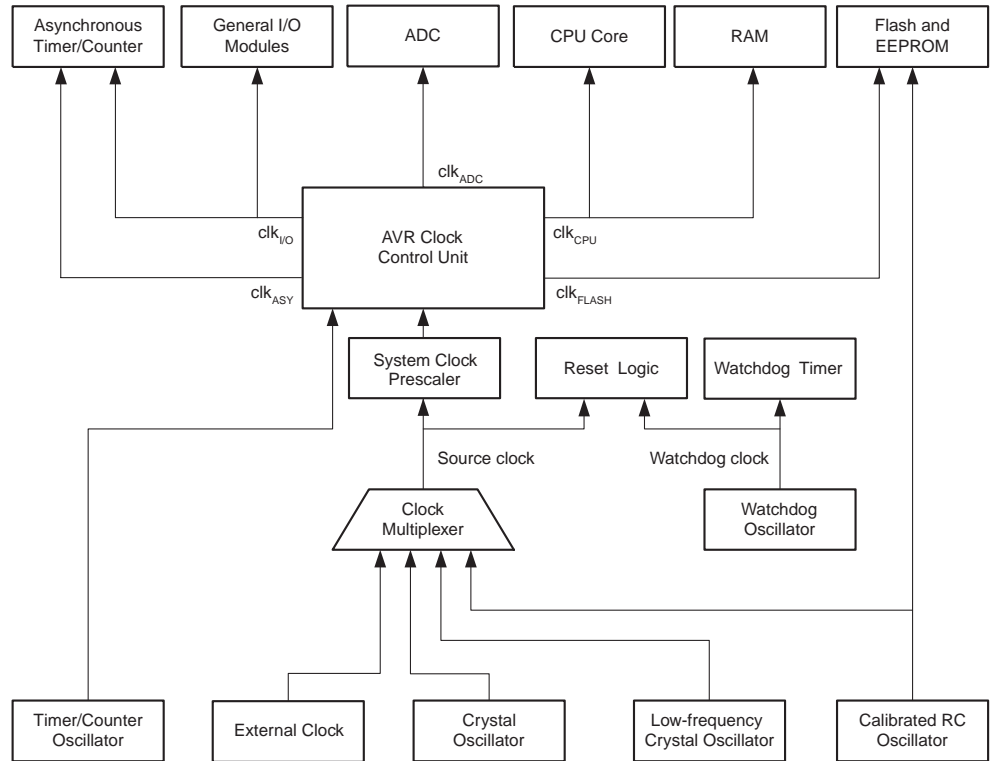 Asynchronous
Timer/Counter
General I/O
Modules
ADC
CPU Core
RAM
Flash and
EEPROM
clkADC
clkI/O
AVR Clock
Control Unit
clkCPU
clkASY
clkFLASH
System Clock
Prescaler
Reset Logic
Watchdog Timer
Source clock
Watchdog clock
Clock
Multiplexer
Watchdog
Oscillator
Timer/Counter
Oscillator
External Clock
Crystal
Oscillator
Low-frequency
Crystal Oscillator
Calibrated RC
Oscillator